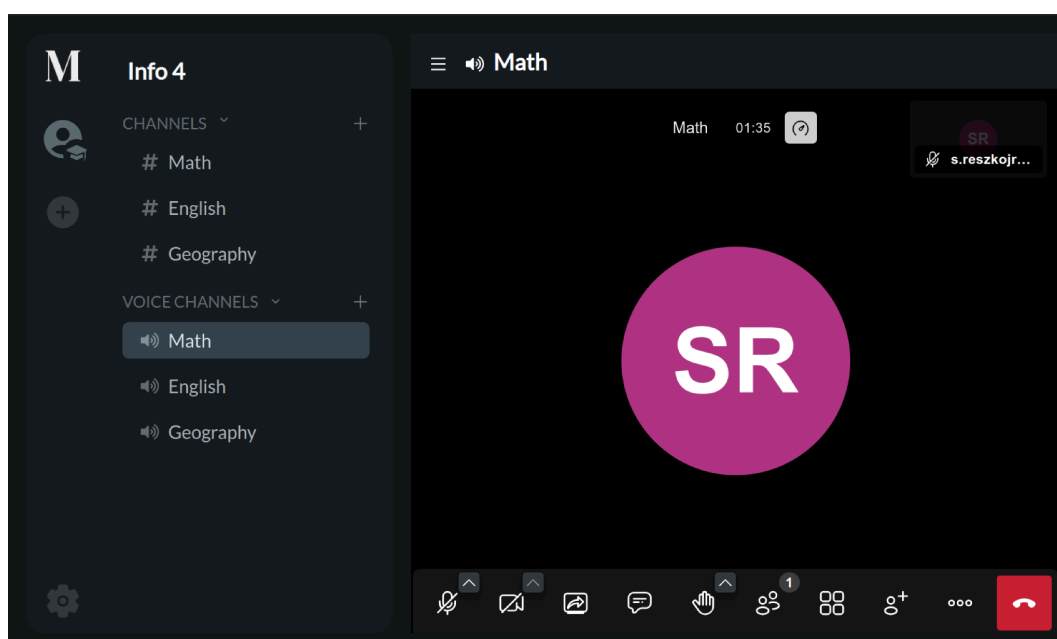 M
Info 4
CHANNELS
# Math
# English
# Geography
VOICE CHANNELS
Math
English
Geography
Math
Math 01:35
SR
s.reszkojr...
SR
1